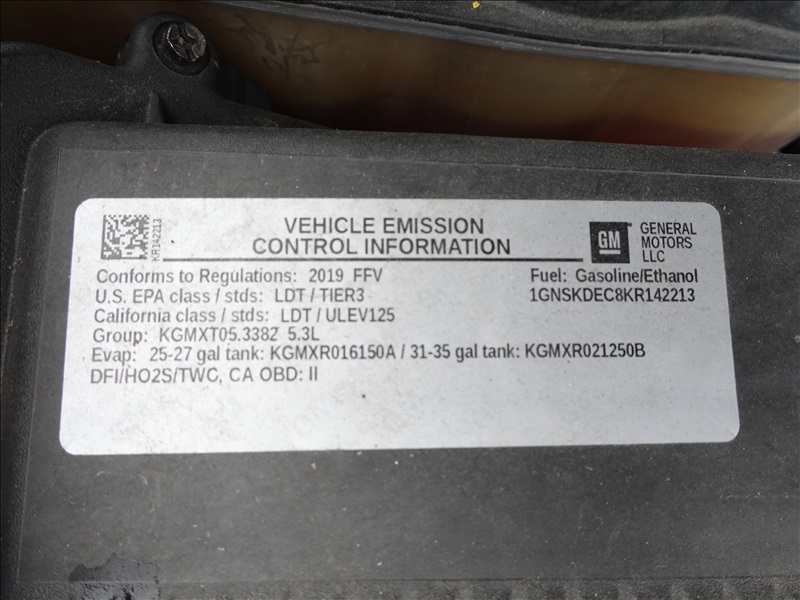 KR142213
VEHICLE EMISSION
CONTROL INFORMATION
GM
GENERAL
MOTORS
LLC
Conforms to Regulations: 2019 FFV
Fuel: Gasoline/Ethanol
U.S. EPA class / stds: LDT / TIER3
1GNSKDEC8KR142213
California class / stds: LDT / ULEV125
Group: KGMXT05.3382 5.3L
Evap: 25-27 gal tank: KGMXR016150A / 31-35 gal tank: KGMXR021250B
DFI/HO2S/TWC, CA OBD: II